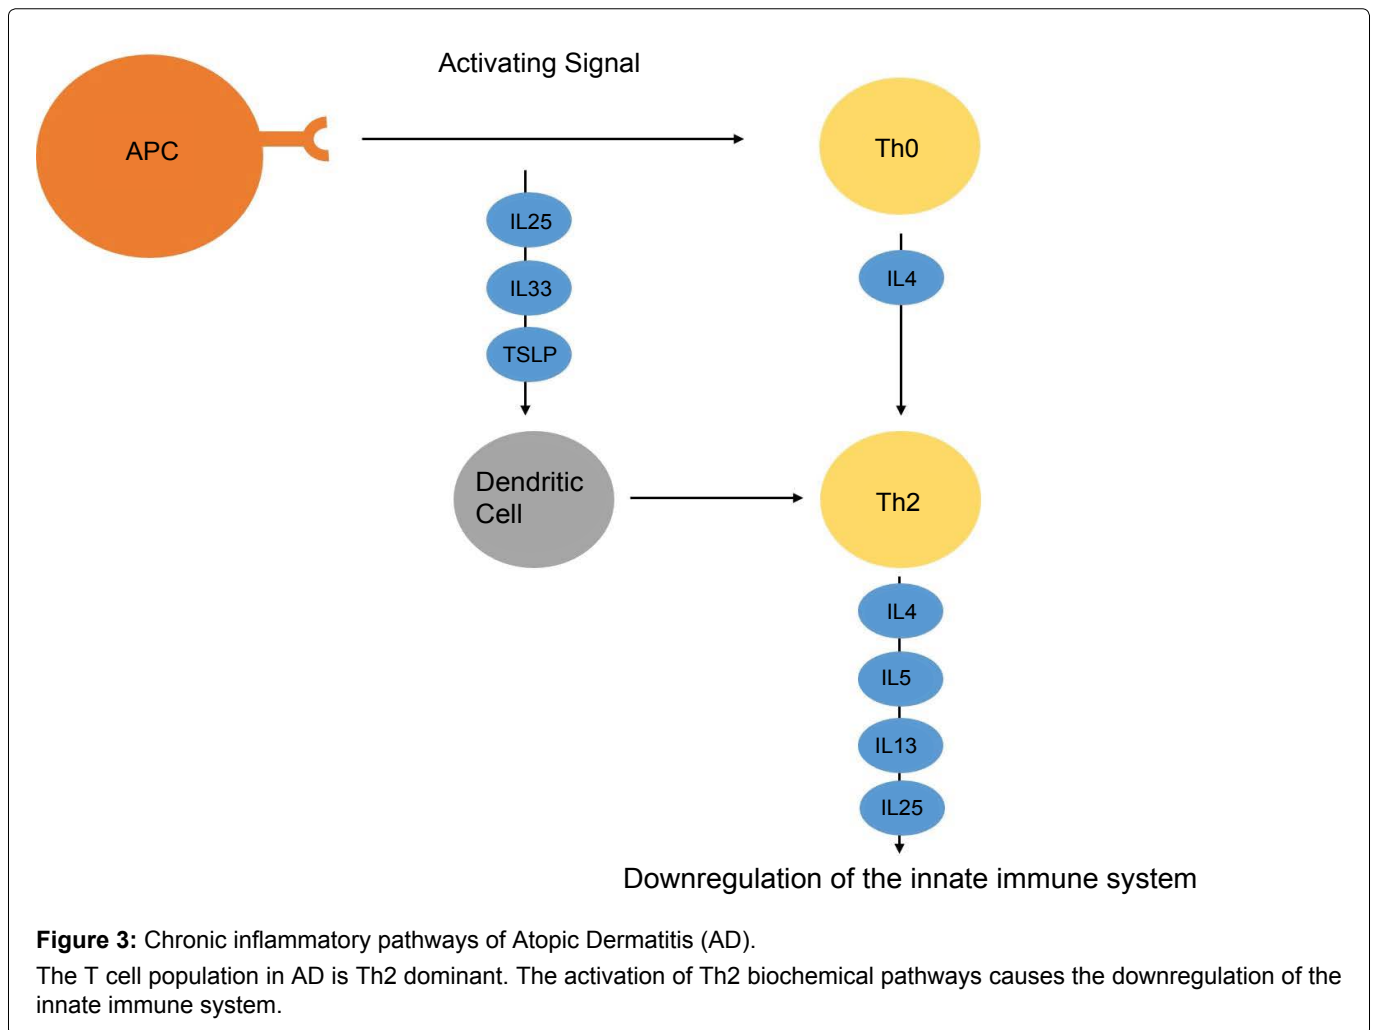 Activating Signal
APC
Th0
IL25
IL4
IL33
TSLP
Dendritic
Cell
Th2
IL4
IL5
IL13
IL25
Downregulation of the innate immune system
Figure 3: Chronic inflammatory pathways of Atopic Dermatitis (AD).
The T cell population in AD is Th2 dominant. The activation of Th2 biochemical pathways causes the downregulation of the
innate immune system.